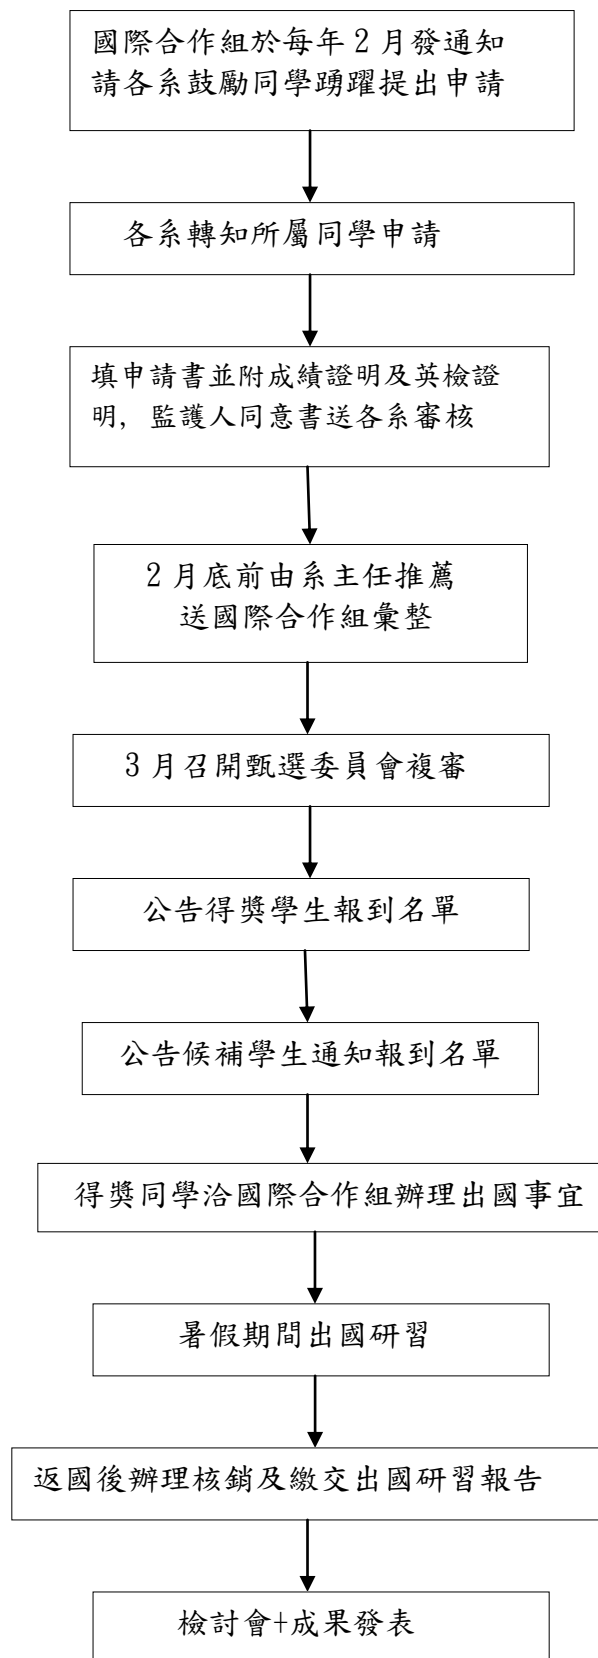 國際合作組於每年 2 月發通知
請各系鼓勵同學踴躍提出申請
各系轉知所屬同學申請
填申請書並附成績證明及英檢證
明, 監護人同意書送各系審核
2 月底前由系主任推薦
送國際合作組彙整
3 月召開甄選委員會複審
公告得獎學生報到名單
公告候補學生通知報到名單
得獎同學洽國際合作組辦理出國事宜
暑假期間出國研習
返國後辦理核銷及繳交出國研習報告
檢討會+成果發表